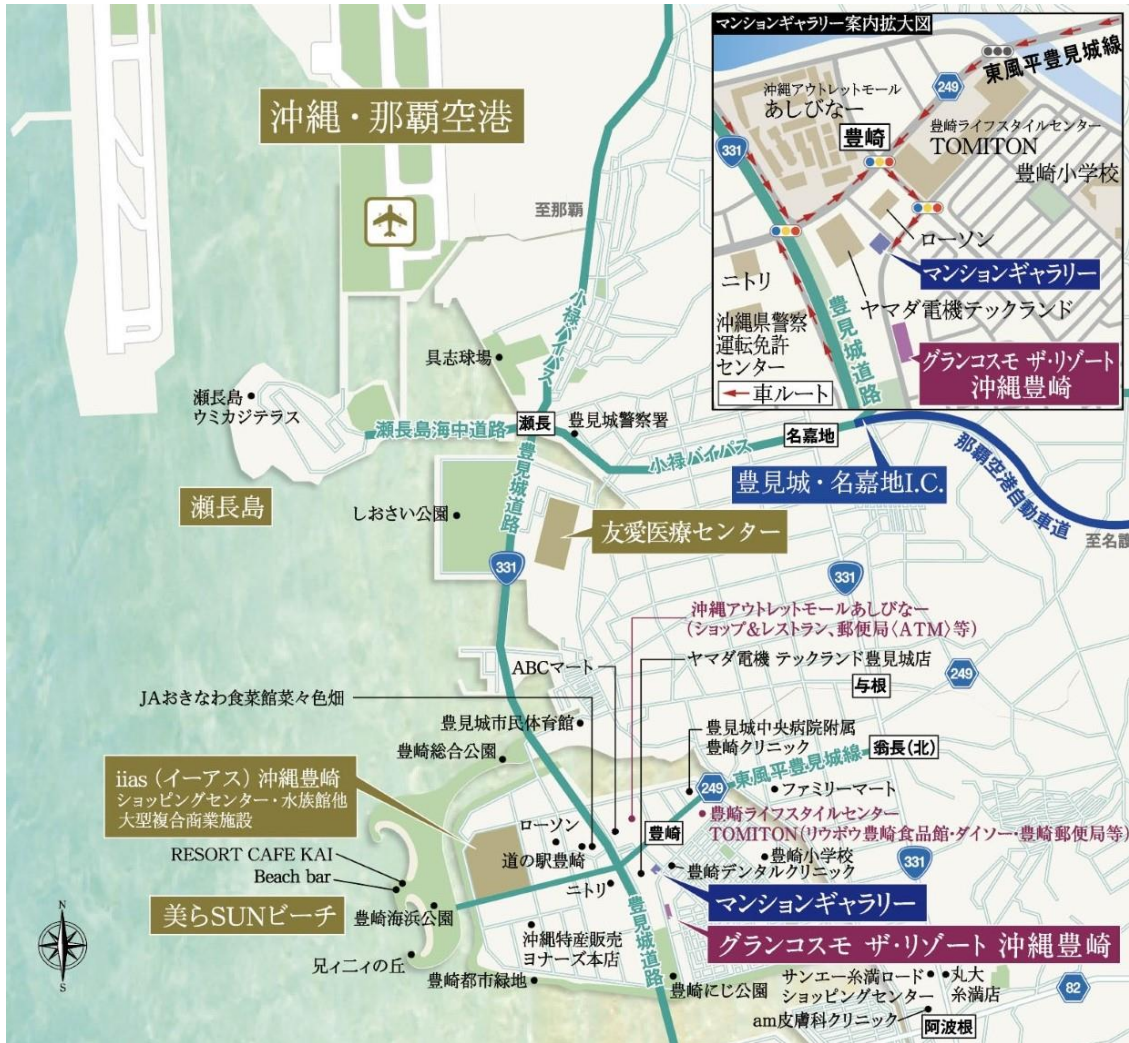 沖縄・那覇空港
至那覇
小禄バイパス
具志球場
瀬長島
ウミカジテラス
瀬長島海中道路
瀬長
豊見城警察署
小禄バイパス
名嘉地
豊見城・名嘉地I.C.
那覇空港自動車道
至名護
瀬長島
しおさい公園
豊見城道路
友愛医療センター
331
331
沖縄アウトレットモールあしびなー
(ショップ&レストラン、郵便局〈ATM〉等)
ABCマート
ヤマダ電機 テックランド豊見城店
249
与根
JAおきなわ食菜館菜々色畑
豊見城市民体育館
豊崎総合公園
豊見城中央病院附属
豊崎クリニック
東風平豊見城線
翁長(北)
249
ファミリーマート
iias(イーアス)沖縄豊崎
ショッピングセンター・水族館他
大型複合商業施設
豊崎ライフスタイルセンター
TOMITON(リウボウ豊崎食品館・ダイソー・豊崎郵便局等)
ローソン
豊崎
道の駅豊崎
豊崎小学校
331
RESORT CAFE KAI
Beach bar
ニトリ
豊崎デンタルクリニック
マンションギャラリー
美らSUNビーチ
豊崎海浜公園
豊見城道路
グランコスモ ザ・リゾート 沖縄豊崎
沖縄特産販売
ヨナーズ本店
兄ィ二ィの丘
豊崎都市緑地
豊崎にじ公園
サンエー糸満ロード
ショッピングセンター
丸大
糸満店
82
am皮膚科クリニック
阿波根
N
S
マンションギャラリー案内拡大図
東風平豊見城線
249
沖縄アウトレットモール
あしびなー
豊崎
331
豊崎ライフスタイルセンター
TOMITON
豊崎小学校
ローソン
マンションギャラリー
ニトリ
ヤマダ電機テックランド
沖縄県警察
運転免許
センター
豊見城道路
グランコスモ ザ・リゾート
沖縄豊崎
車ルート